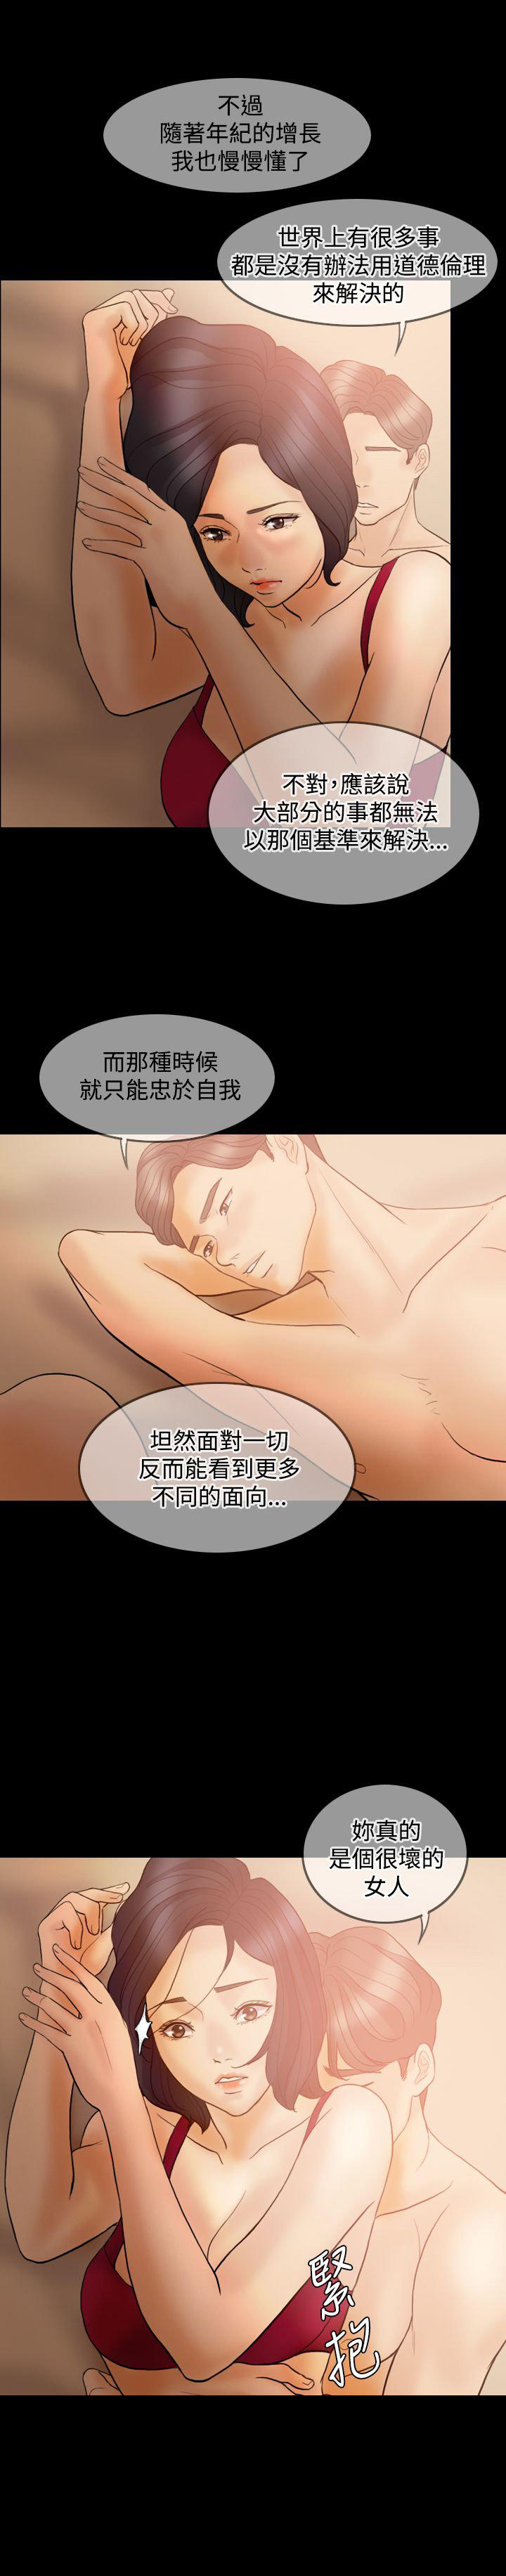 不過
隨著年紀的增長
我也慢慢懂了
世界上有很多事
都是沒有辦法用道德倫理
來解決的
不對，應該說
大部分的事都無法
以那個基準來解決...
而那種時候
就只能忠於自我
坦然面對一切
反而能看到更多
不同的面向...
妳真的
是個很壞的
女人
緊
抱